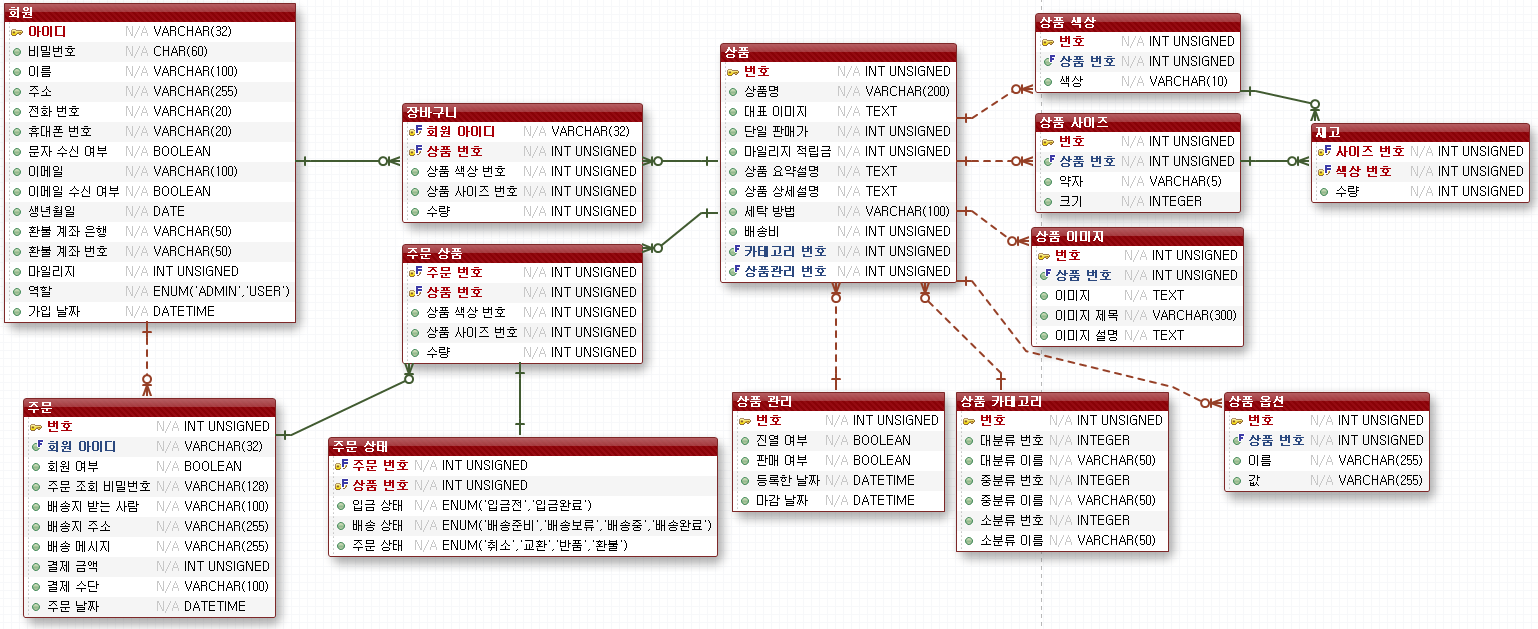 회원
아이디 N/A VARCHAR(32)
비밀번호 N/A CHAR(60)
이름 N/A VARCHAR(100)
주소 N/A VARCHAR(255)
전화 번호 N/A VARCHAR(20)
휴대폰 번호 N/A VARCHAR(20)
문자 수신 여부 N/A BOOLEAN
이메일 N/A VARCHAR(100)
이메일 수신 여부 N/A BOOLEAN
생년월일 N/A DATE
환불 계좌 은행 N/A VARCHAR(50)
환불 계좌 번호 N/A VARCHAR(50)
마일리지 N/A INT UNSIGNED
역할 N/A ENUM('ADMIN','USER')
가입 날짜 N/A DATETIME
장바구니
회원 아이디 N/A VARCHAR(32)
상품 번호 N/A INT UNSIGNED
상품 색상 번호 N/A INT UNSIGNED
상품 사이즈 번호 N/A INT UNSIGNED
수량 N/A INT UNSIGNED
주문 상품
주문 번호 N/A INT UNSIGNED
상품 번호 N/A INT UNSIGNED
상품 색상 번호 N/A INT UNSIGNED
상품 사이즈 번호 N/A INT UNSIGNED
수량 N/A INT UNSIGNED
상품
번호 N/A INT UNSIGNED
상품명 N/A VARCHAR(200)
대표 이미지 N/A TEXT
단일 판매가 N/A INT UNSIGNED
마일리지 적립금 N/A INT UNSIGNED
상품 요약설명 N/A TEXT
상품 상세설명 N/A TEXT
세탁 방법 N/A VARCHAR(100)
배송비 N/A INT UNSIGNED
카테고리 번호 N/A INT UNSIGNED
상품관리 번호 N/A INT UNSIGNED
상품 색상
번호 N/A INT UNSIGNED
상품 번호 N/A INT UNSIGNED
색상 N/A VARCHAR(10)
상품 사이즈
번호 N/A INT UNSIGNED
상품 번호 N/A INT UNSIGNED
약자 N/A VARCHAR(5)
크기 N/A INTEGER
재고
사이즈 번호 N/A INT UNSIGNED
색상 번호 N/A INT UNSIGNED
수량 N/A INT UNSIGNED
상품 이미지
번호 N/A INT UNSIGNED
상품 번호 N/A INT UNSIGNED
이미지 N/A TEXT
이미지 제목 N/A VARCHAR(300)
이미지 설명 N/A TEXT
주문
번호 N/A INT UNSIGNED
회원 아이디 N/A VARCHAR(32)
회원 여부 N/A BOOLEAN
주문 조회 비밀번호 N/A VARCHAR(128)
배송지 받는 사람 N/A VARCHAR(100)
배송지 주소 N/A VARCHAR(255)
배송 메시지 N/A VARCHAR(255)
결제 금액 N/A INT UNSIGNED
결제 수단 N/A VARCHAR(100)
주문 날짜 N/A DATETIME
주문 상태
주문 번호 N/A INT UNSIGNED
상품 번호 N/A INT UNSIGNED
입금 상태 N/A ENUM('입금전','입금완료')
배송 상태 N/A ENUM('배송준비','배송보류','배송중','배송완료')
주문 상태 N/A ENUM('취소','교환','반품','환불')
상품 관리
번호 N/A INT UNSIGNED
진열 여부 N/A BOOLEAN
판매 여부 N/A BOOLEAN
등록한 날짜 N/A DATETIME
마감 날짜 N/A DATETIME
상품 카테고리
번호 N/A INT UNSIGNED
대분류 번호 N/A INTEGER
대분류 이름 N/A VARCHAR(50)
중분류 번호 N/A INTEGER
중분류 이름 N/A VARCHAR(50)
소분류 번호 N/A INTEGER
소분류 이름 N/A VARCHAR(50)
상품 옵션
번호 N/A INT UNSIGNED
상품 번호 N/A INT UNSIGNED
이름 N/A VARCHAR(255)
값 N/A VARCHAR(255)